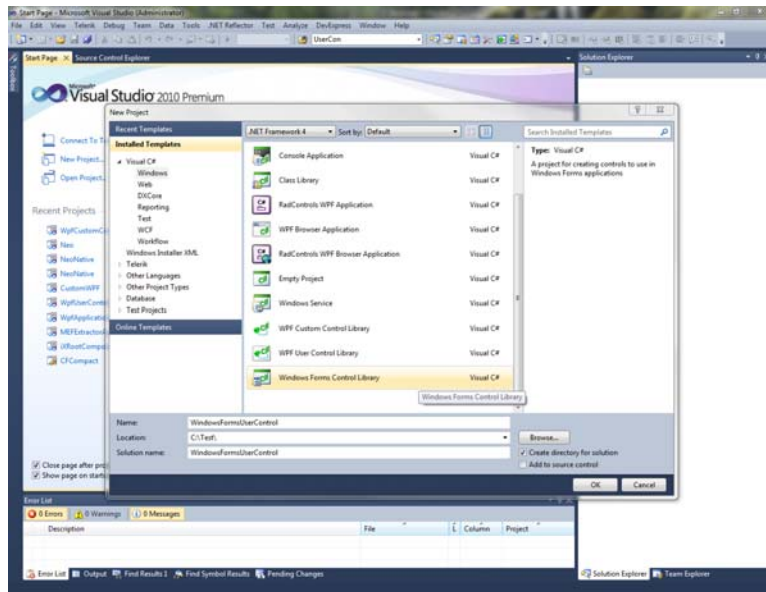 Start Page - Microsoft Visual Studio (Administrator)
File Edit View Telerik Debug Team Data Tools .NET Reflector Test Analyze DevExpress Window Help
UserCon
Start Page Source Control Explorer
Solution Explorer
Toolbox
Microsoft
Visual Studio 2010 Premium
New Project
Recent Templates
.NET Framework 4 Sort by: Default
Search Installed Templates
Installed Templates
Visual C#
Windows
Web
DXCore
Reporting
Test
WCF
Workflow
Windows Installer XML
Telerik
Other Languages
Other Project Types
Database
Test Projects
Online Templates
Console Application Visual C#
Class Library Visual C#
RadControls WPF Application Visual C#
WPF Browser Application Visual C#
RadControls WPF Browser Application Visual C#
Empty Project Visual C#
Windows Service Visual C#
WPF Custom Control Library Visual C#
WPF User Control Library Visual C#
Windows Forms Control Library Visual C#
Windows Forms Control Library
Type: Visual C#
A project for creating controls to use in
Windows Forms applications
Connect To T
New Project...
Open Project...
Recent Projects
WpfCustomC
Neo
NeoNative
NeoNative
CustomWPF
WpfUserContr
WpfApplicati
MEFExtractor
CFCompact
Name: WindowsFormsUserControl
Location: C:\Test\
Browse...
Solution name: WindowsFormsUserControl
Create directory for solution
Add to source control
OK Cancel
Close page after pro
Show page on start
Error List
0 Errors 0 Warnings 0 Messages
Description File L Column Project
Error List Output Find Results 1 Find Symbol Results Pending Changes
Solution Explorer Team Explorer